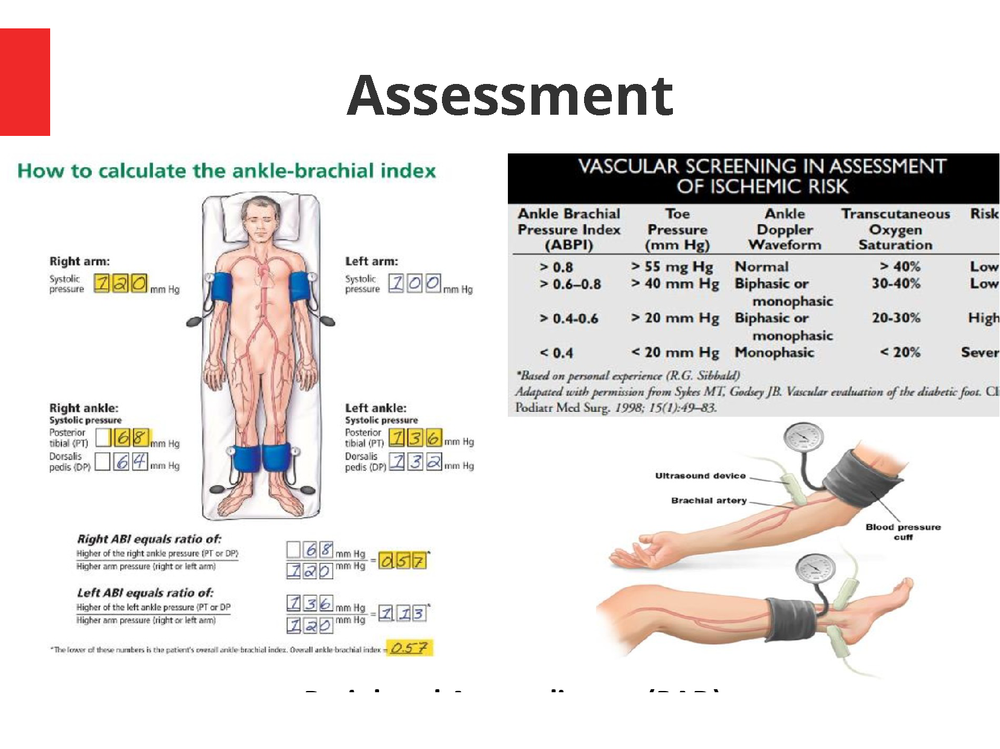 Assessment
How to calculate the ankle-brachial index
Right arm:
Systolic pressure 120 mm Hg
Left arm:
Systolic pressure 100 mm Hg
Right ankle:
Systolic pressure
Posterior tibial (PT) 68 mm Hg
Dorsalis pedis (DP) 64 mm Hg
Left ankle:
Systolic pressure
Posterior tibial (PT) 136 mm Hg
Dorsalis pedis (DP) 132 mm Hg
Right ABI equals ratio of:
Higher of the right ankle pressure (PT or DP) 68 mm Hg
Higher arm pressure (right or left arm) 120 mm Hg = 0.57*
Left ABI equals ratio of:
Higher of the left ankle pressure (PT or DP 136 mm Hg
Higher arm pressure (right or left arm) 120 mm Hg = 1.13*
*The lower of these numbers is the patient's overall ankle-brachial index. Overall ankle-brachial index = 0.57
VASCULAR SCREENING IN ASSESSMENT
OF ISCHEMIC RISK
Ankle Brachial Pressure Index (ABPI) Toe Pressure (mm Hg) Ankle Doppler Waveform Transcutaneous Oxygen Saturation Risk
> 0.8 > 55 mg Hg Normal > 40% Low
> 0.6–0.8 > 40 mm Hg Biphasic or monophasic 30-40% Low
> 0.4-0.6 > 20 mm Hg Biphasic or monophasic 20-30% High
< 0.4 < 20 mm Hg Monophasic < 20% Sever
*Based on personal experience (R.G. Sibbald)
Adapated with permission from Sykes MT, Godsey JB. Vascular evaluation of the diabetic foot. Cli
Podiatr Med Surg. 1998; 15(1):49–83.
Ultrasound device
Brachial artery
Blood pressure
cuff